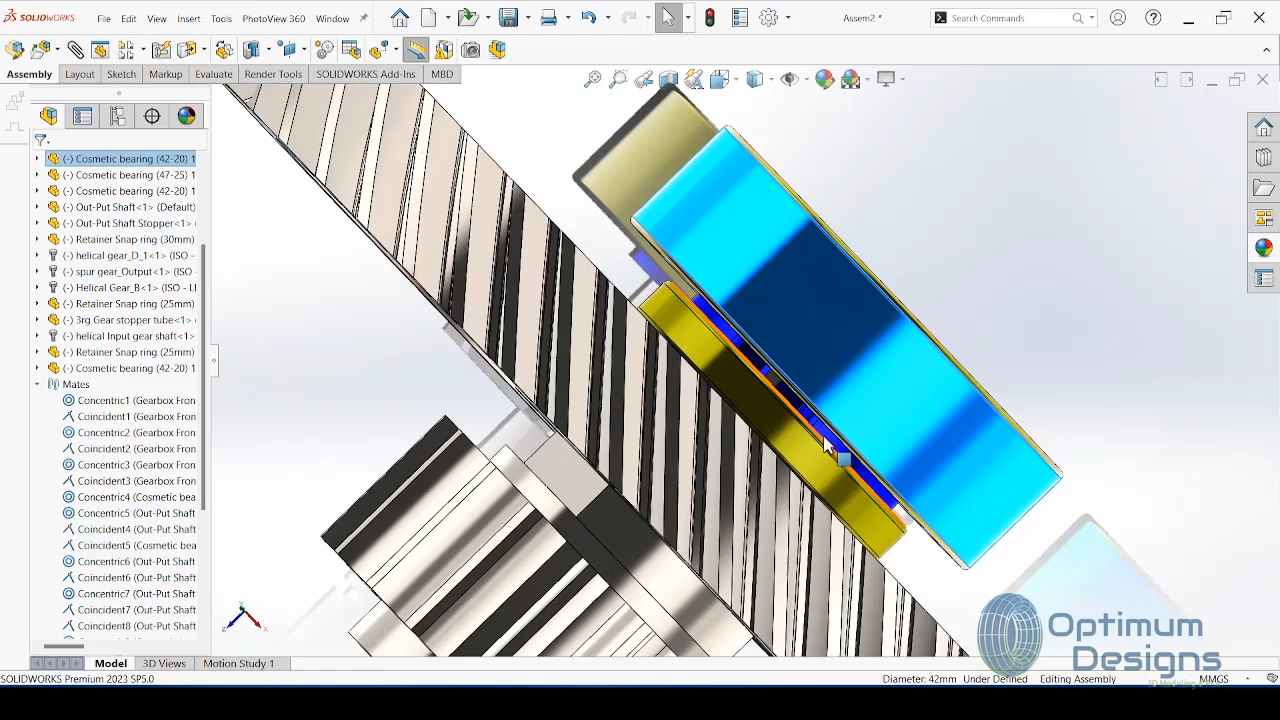 SOLIDWORKS File Edit View Insert Tools PhotoView 360 Window Assem2 * Search Commands
Assembly Layout Sketch Markup Evaluate Render Tools SOLIDWORKS Add-Ins MBD
(-) Cosmetic bearing (42-20) 1
(-) Cosmetic bearing (47-25) 1
(-) Cosmetic bearing (42-20) 1
(-) Out-Put Shaft<1> (Default)
(-) Out-Put Shaft Stopper<1> (
(-) Retainer Snap ring (30mm)
(-) helical gear_D_1<1> (ISO -
(-) spur gear_Output<1> (ISO
(-) Helical Gear_B<1> (ISO - L
(-) Retainer Snap ring (25mm)
(-) 3rg Gear stopper tube<1>
(-) helical Input gear shaft<1>
(-) Retainer Snap ring (25mm)
(-) Cosmetic bearing (42-20) 1
Mates
Concentric1 (Gearbox Fron
Coincident1 (Gearbox Fron
Concentric2 (Gearbox Fron
Coincident2 (Gearbox Fron
Concentric3 (Gearbox Fron
Coincident3 (Gearbox Fron
Concentric4 (Cosmetic bea
Concentric5 (Out-Put Shaft
Coincident4 (Out-Put Shaft
Coincident5 (Cosmetic bea
Concentric6 (Out-Put Shaft
Coincident6 (Out-Put Shaft
Concentric7 (Out-Put Shaft
Coincident7 (Out-Put Shaft
Coincident8 (Out-Put Shaft
Optimum
Designs
Model 3D Views Motion Study 1
SOLIDWORKS Premium 2023 SP5.0 Diameter: 42mm Under Defined Editing Assembly MMGS